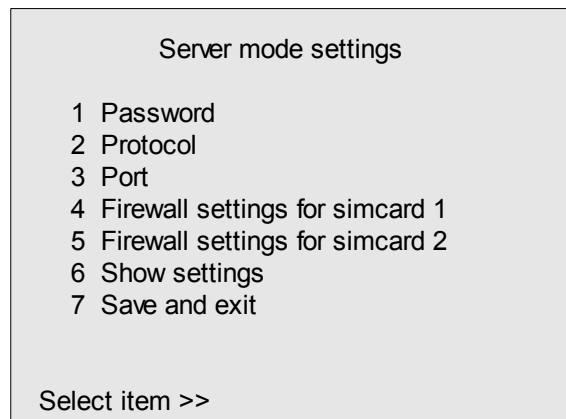 Server mode settings
1 Password
2 Protocol
3 Port
4 Firewall settings for simcard 1
5 Firewall settings for simcard 2
6 Show settings
7 Save and exit
Select item >>